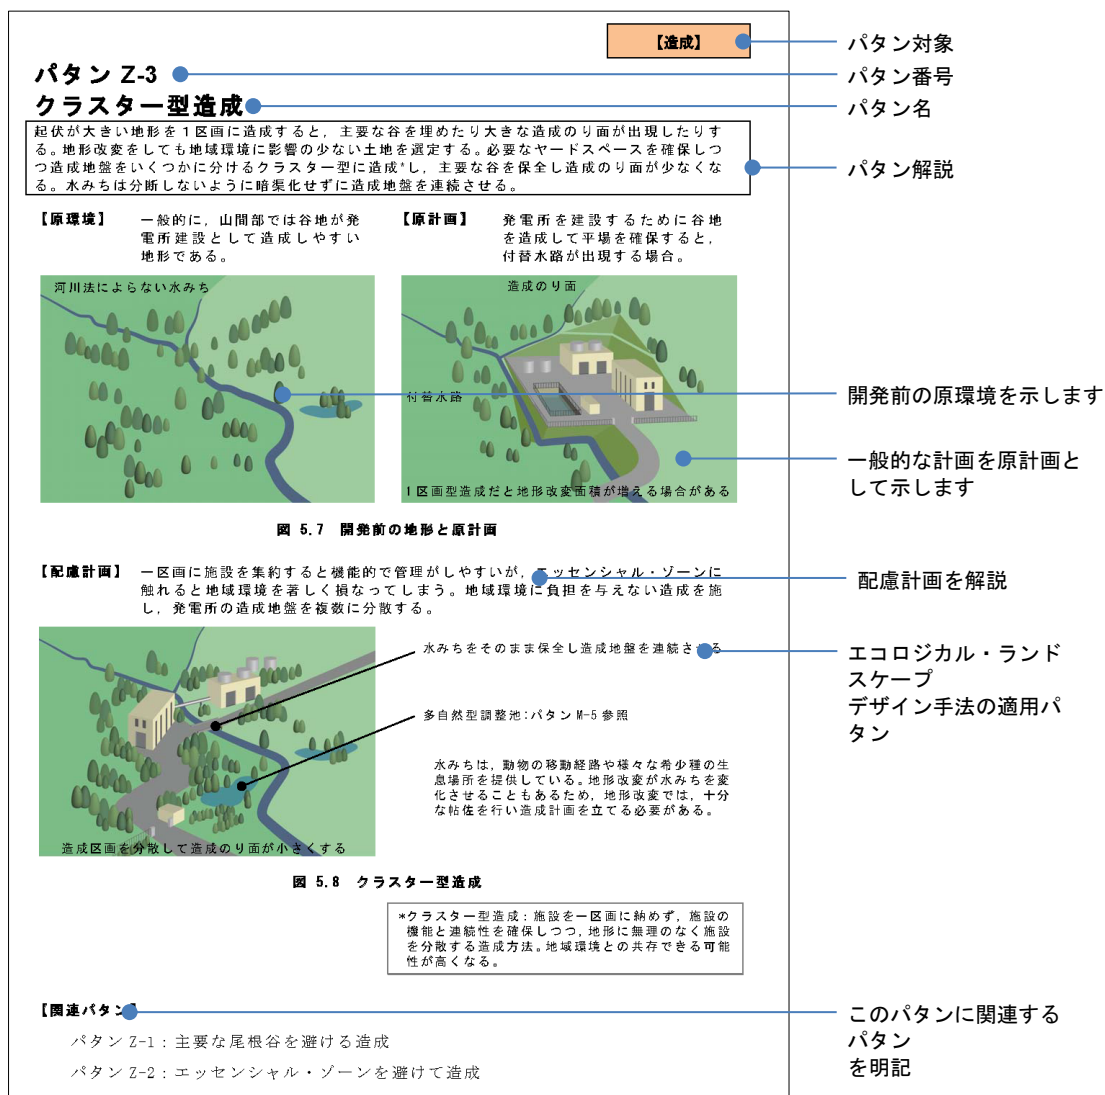 【造成】
パタン対象
パタン Z-3
パタン番号
クラスター型造成
パタン名
起伏が大きい地形を１区画に造成すると，主要な谷を埋めたり大きな造成のり面が出現したりす
る。地形改変をしても地域環境に影響の少ない土地を選定する。必要なヤードスペースを確保しつ
つ造成地盤をいくつかに分けるクラスター型に造成*し，主要な谷を保全し造成のり面が少なくな
る。水みちは分断しないように暗渠化せずに造成地盤を連続させる。
パタン解説
【原環境】
一般的に，山間部では谷地が発
電所建設として造成しやすい
地形である。
【原計画】
発電所を建設するために谷地
を造成して平場を確保すると，
付替水路が出現する場合。
河川法によらない水みち
造成のり面
付替水路
1区画型造成だと地形改変面積が増える場合がある
開発前の原環境を示します
一般的な計画を原計画と
して示します
図 5.7 開発前の地形と原計画
【配慮計画】
一区画に施設を集約すると機能的で管理がしやすいが，エッセンシャル・ゾーンに
触れると地域環境を著しく損なってしまう。地域環境に負担を与えない造成を施
し，発電所の造成地盤を複数に分散する。
配慮計画を解説
水みちをそのまま保全し造成地盤を連続させる
エコロジカル・ランド
スケープ
デザイン手法の適用パ
タン
多自然型調整池：パタン M-5 参照
水みちは，動物の移動経路や様々な希少種の生
息場所を提供している。地形改変が水みちを変
化させることもあるため，地形改変では，十分
な帖佐を行い造成計画を立てる必要がある。
造成区画を分散して造成のり面が小さくする
図 5.8 クラスター型造成
*クラスター型造成：施設を一区画に納めず，施設の
機能と連続性を確保しつつ，地形に無理のなく施設
を分散する造成方法。地域環境との共存できる可能
性が高くなる。
【関連パタン】
パタン Z-1：主要な尾根谷を避ける造成
パタン Z-2：エッセンシャル・ゾーンを避けて造成
このパタンに関連する
パタン
を明記